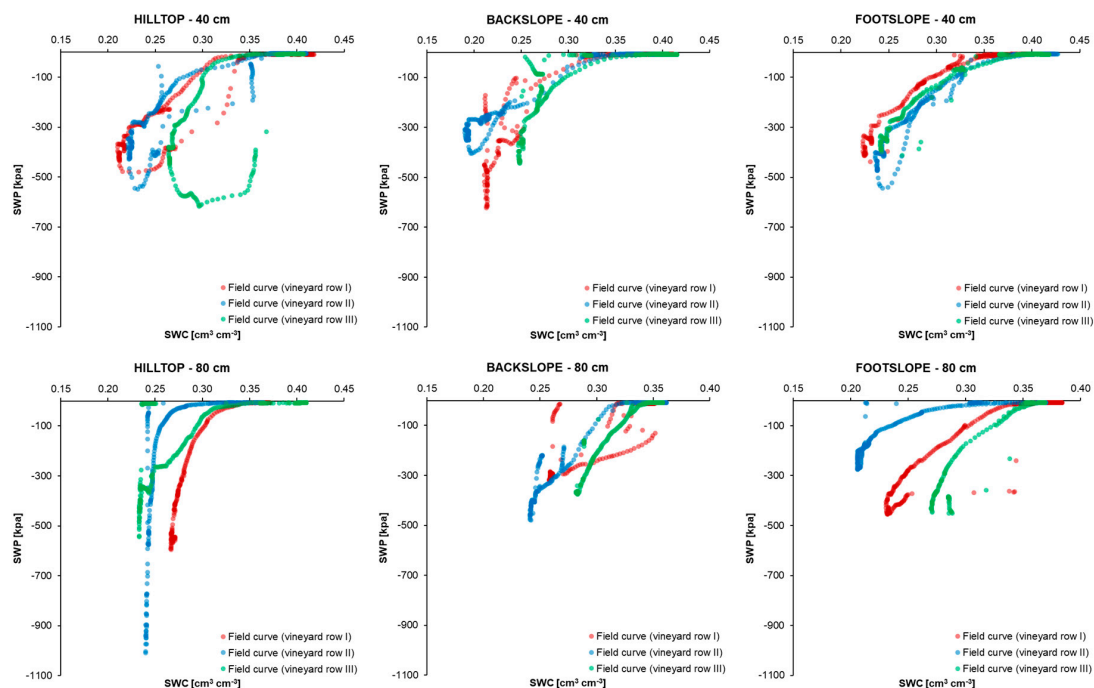 HILLTOP - 40 cm
0.15 0.20 0.25 0.30 0.35 0.40 0.45
-100
-300
-500
-700
-900
-1100
SWP [kpa]
Field curve (vineyard row I)
Field curve (vineyard row II)
Field curve (vineyard row III)
SWC [cm³ cm⁻³]
BACKSLOPE - 40 cm
0.15 0.20 0.25 0.30 0.35 0.40 0.45
-100
-300
-500
-700
-900
-1100
SWP [kpa]
Field curve (vineyard row I)
Field curve (vineyard row II)
Field curve (vineyard row III)
SWC [cm³ cm⁻³]
FOOTSLOPE - 40 cm
0.15 0.20 0.25 0.30 0.35 0.40 0.45
-100
-300
-500
-700
-900
-1100
SWP [kpa]
Field curve (vineyard row I)
Field curve (vineyard row II)
Field curve (vineyard row III)
SWC [cm³ cm⁻³]
HILLTOP - 80 cm
0.15 0.20 0.25 0.30 0.35 0.40 0.45
-100
-300
-500
-700
-900
-1100
SWP [kpa]
Field curve (vineyard row I)
Field curve (vineyard row II)
Field curve (vineyard row III)
SWC [cm³ cm⁻³]
BACKSLOPE - 80 cm
0.15 0.20 0.25 0.30 0.35 0.40
-100
-300
-500
-700
-900
-1100
SWP [kpa]
Field curve (vineyard row I)
Field curve (vineyard row II)
Field curve (vineyard row III)
SWC [cm³ cm⁻³]
FOOTSLOPE - 80 cm
0.15 0.20 0.25 0.30 0.35 0.40
-100
-300
-500
-700
-900
-1100
SWP [kpa]
Field curve (vineyard row I)
Field curve (vineyard row II)
Field curve (vineyard row III)
SWC [cm³ cm⁻³]